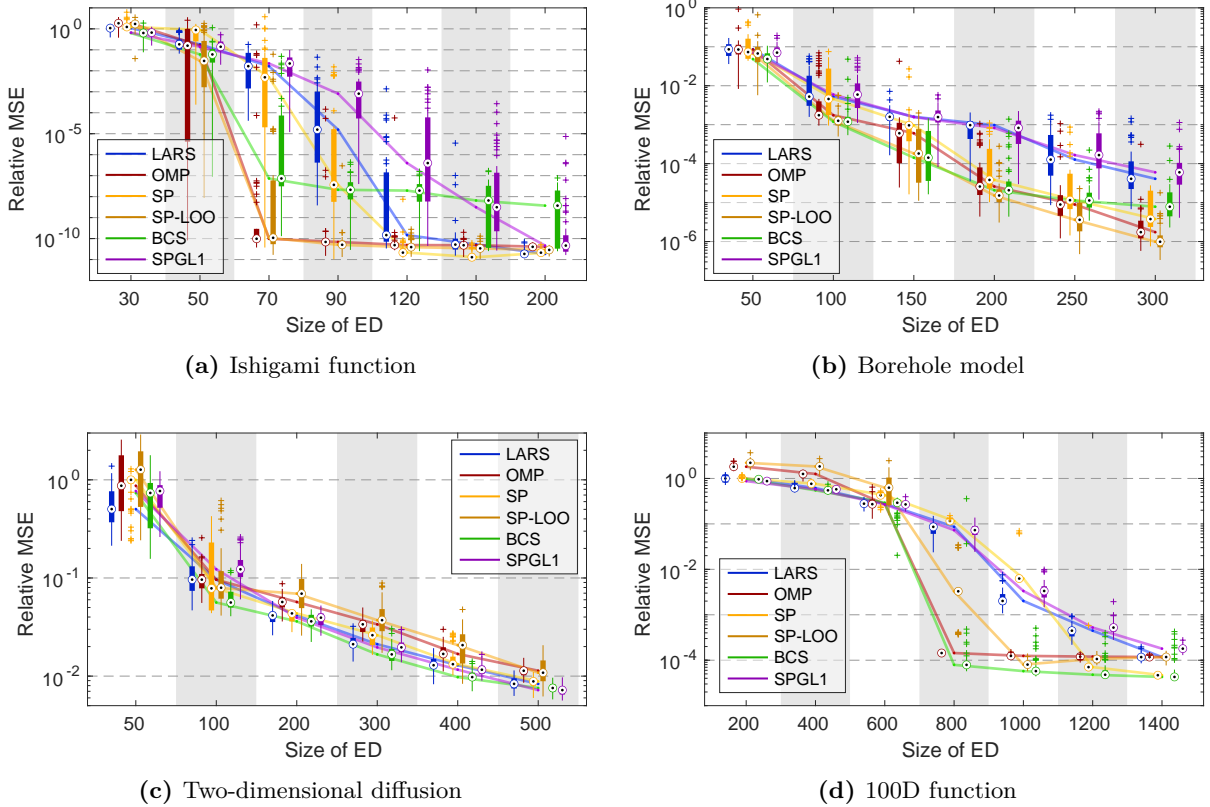 Relative MSE
10^0
10^-5
10^-10
LARS
OMP
SP
SP-LOO
BCS
SPGL1
30 50 70 90 120 150 200
Size of ED
(a) Ishigami function
Relative MSE
10^0
10^-2
10^-4
10^-6
LARS
OMP
SP
SP-LOO
BCS
SPGL1
50 100 150 200 250 300
Size of ED
(b) Borehole model
Relative MSE
10^0
10^-1
10^-2
LARS
OMP
SP
SP-LOO
BCS
SPGL1
50 100 200 300 400 500
Size of ED
(c) Two-dimensional diffusion
Relative MSE
10^0
10^-2
10^-4
LARS
OMP
SP
SP-LOO
BCS
SPGL1
200 400 600 800 1000 1200 1400
Size of ED
(d) 100D function